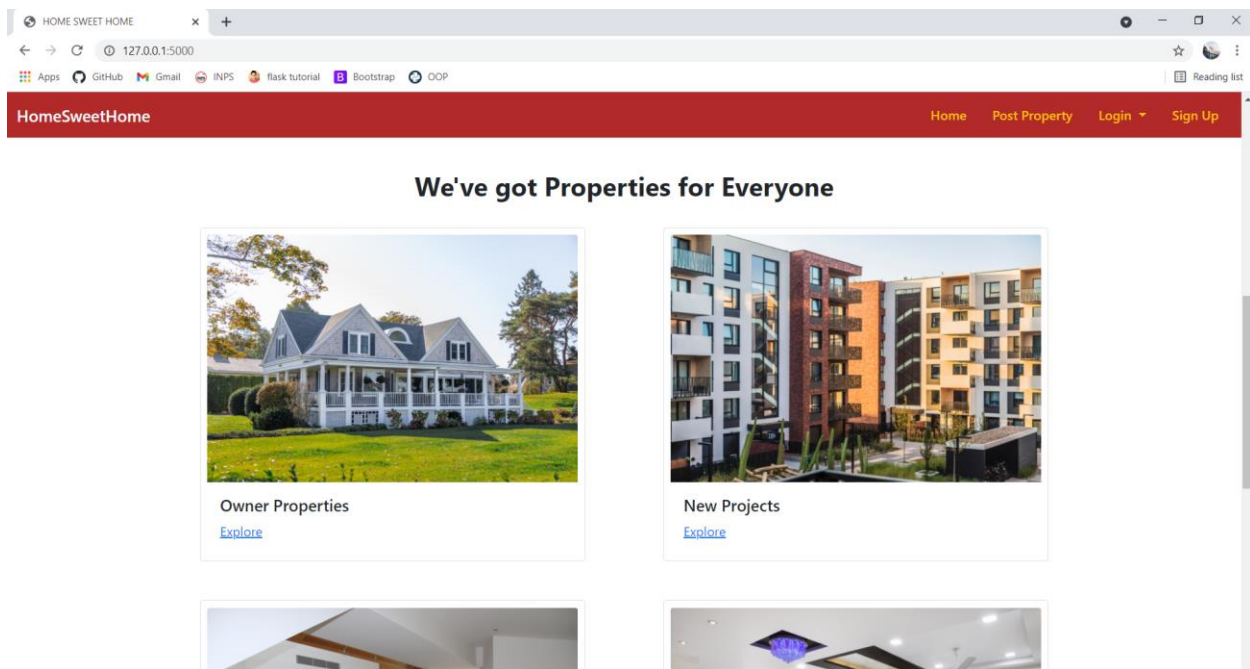 HOME SWEET HOME
127.0.0.1:5000
Apps GitHub Gmail INPS flask tutorial Bootstrap OOP Reading list
HomeSweetHome Home Post Property Login Sign Up
We've got Properties for Everyone
Owner Properties New Projects
Explore Explore